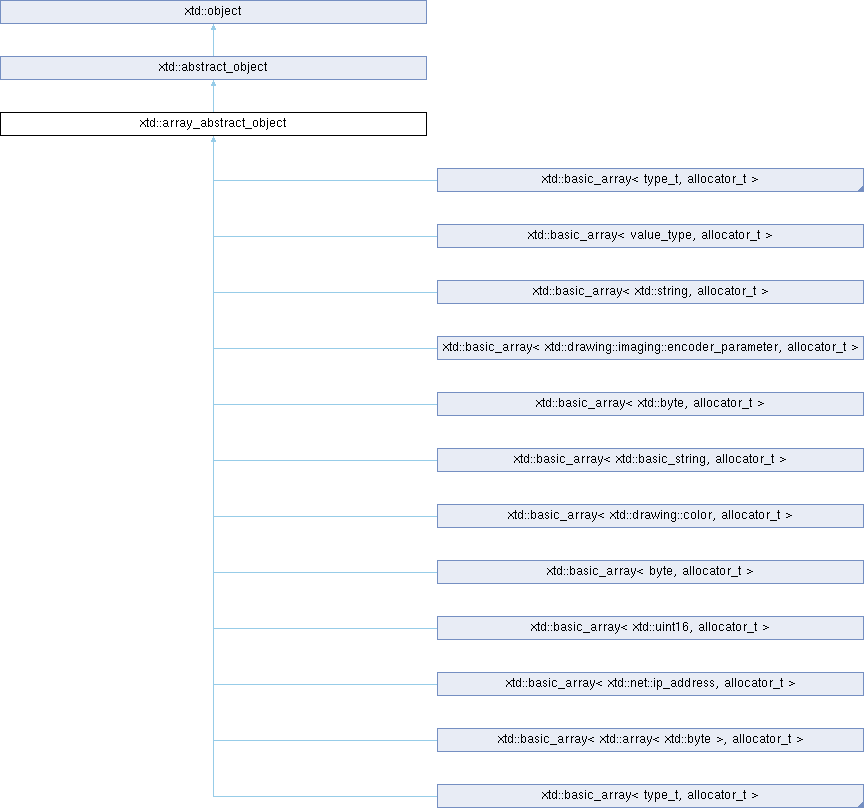 xtd::object
xtd::abstract_object
xtd::array_abstract_object
xtd::basic_array< type_t, allocator_t >
xtd::basic_array< value_type, allocator_t >
xtd::basic_array< xtd::string, allocator_t >
xtd::basic_array< xtd::drawing::imaging::encoder_parameter, allocator_t >
xtd::basic_array< xtd::byte, allocator_t >
xtd::basic_array< xtd::basic_string, allocator_t >
xtd::basic_array< xtd::drawing::color, allocator_t >
xtd::basic_array< byte, allocator_t >
xtd::basic_array< xtd::uint16, allocator_t >
xtd::basic_array< xtd::net::ip_address, allocator_t >
xtd::basic_array< xtd::array< xtd::byte >, allocator_t >
xtd::basic_array< type_t, allocator_t >